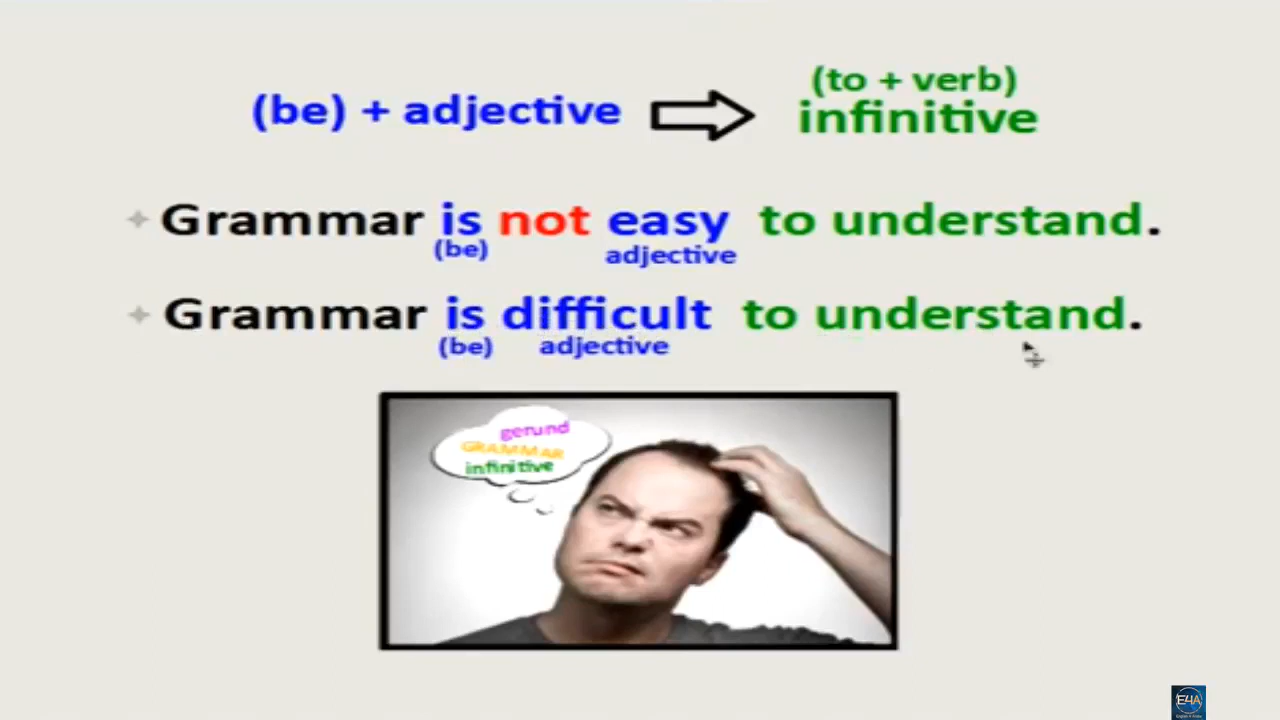 (to + verb)
(be) + adjective infinitive
Grammar is not easy to understand.
(be) adjective
Grammar is difficult to understand.
(be) adjective
gerund
GRAMMAR
infinitive
E4A